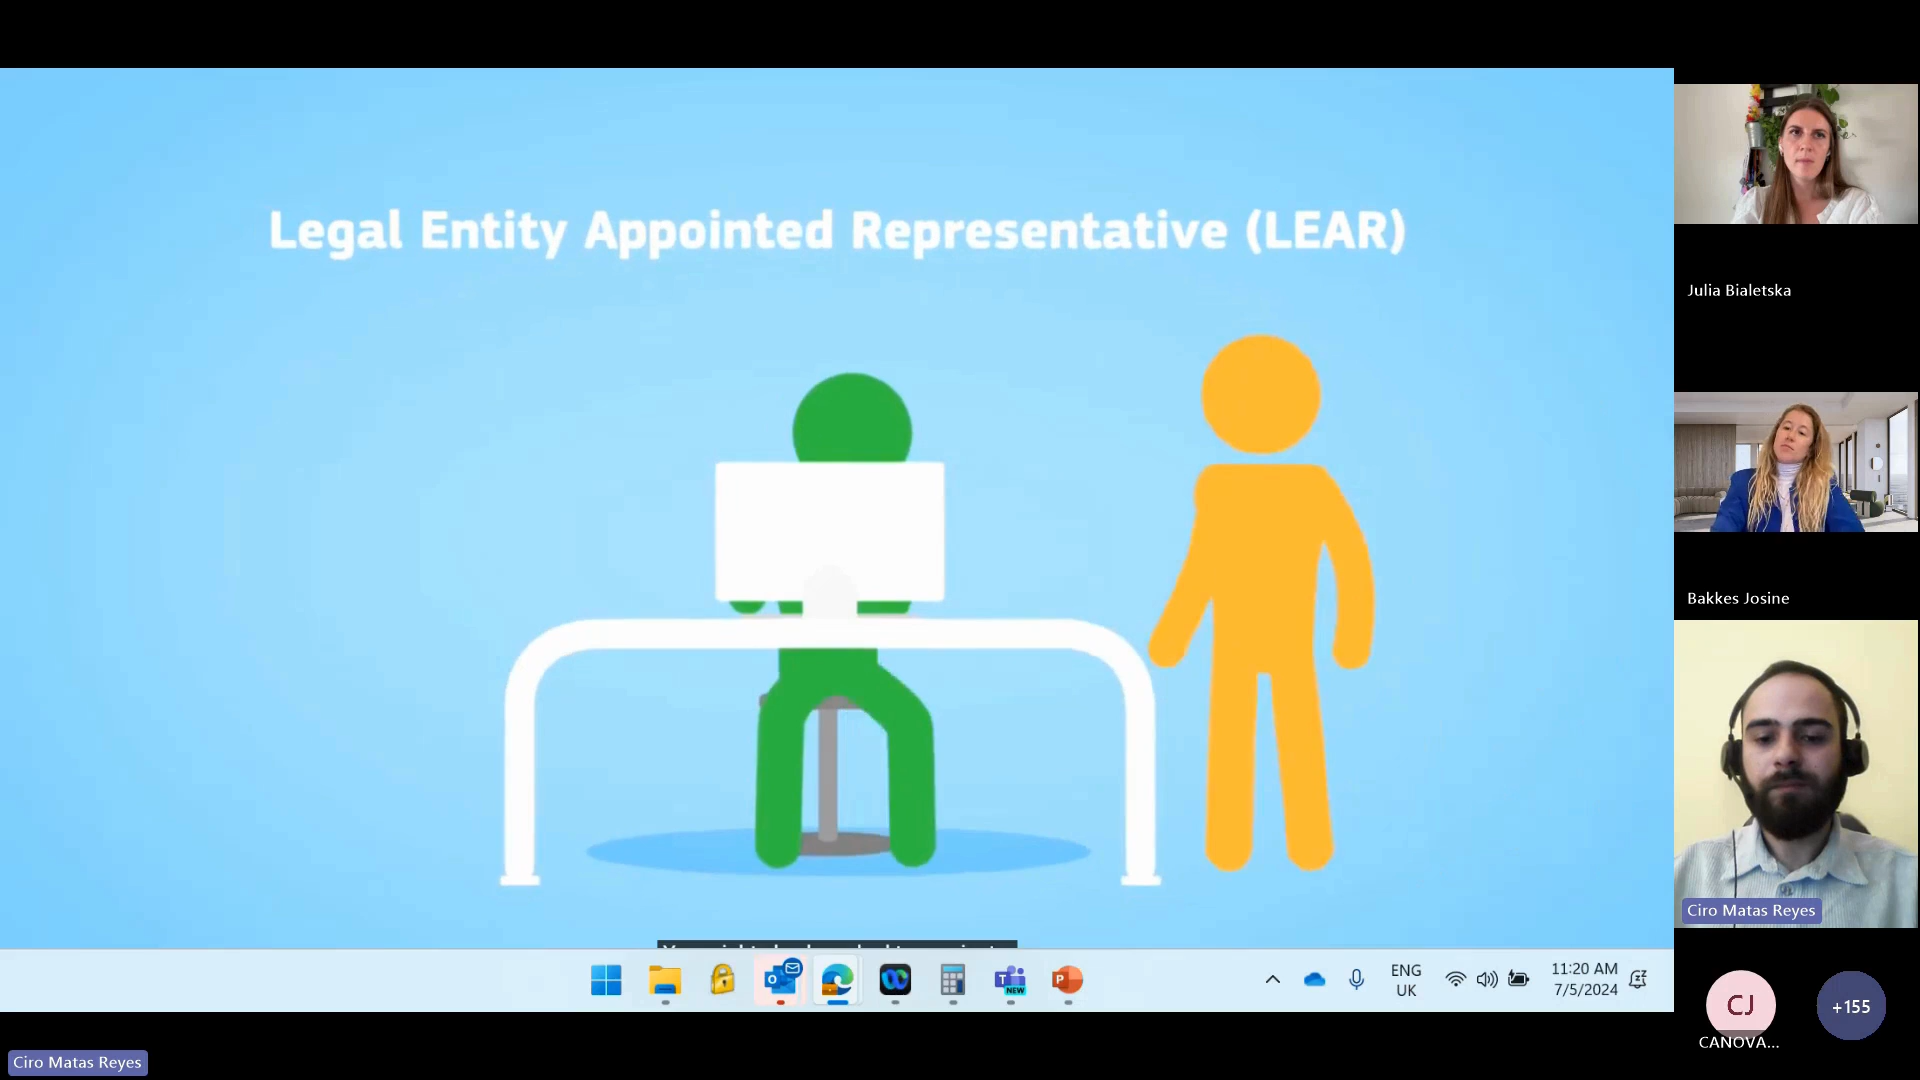 Legal Entity Appointed Representative (LEAR)
Julia Bialetska
Bakkes Josine
Ciro Matas Reyes
CJ
CANOVA...
+155
NEW
ENG
UK
11:20 AM
7/5/2024
Ciro Matas Reyes